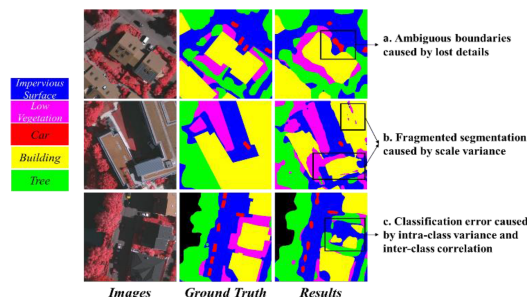 Impervious
Surface
Low
Vegetation
Car
Building
Tree
a. Ambiguous boundaries
caused by lost details
b. Fragmented segmentation
caused by scale variance
c. Classification error caused
by intra-class variance and
inter-class correlation
Images Ground Truth Results